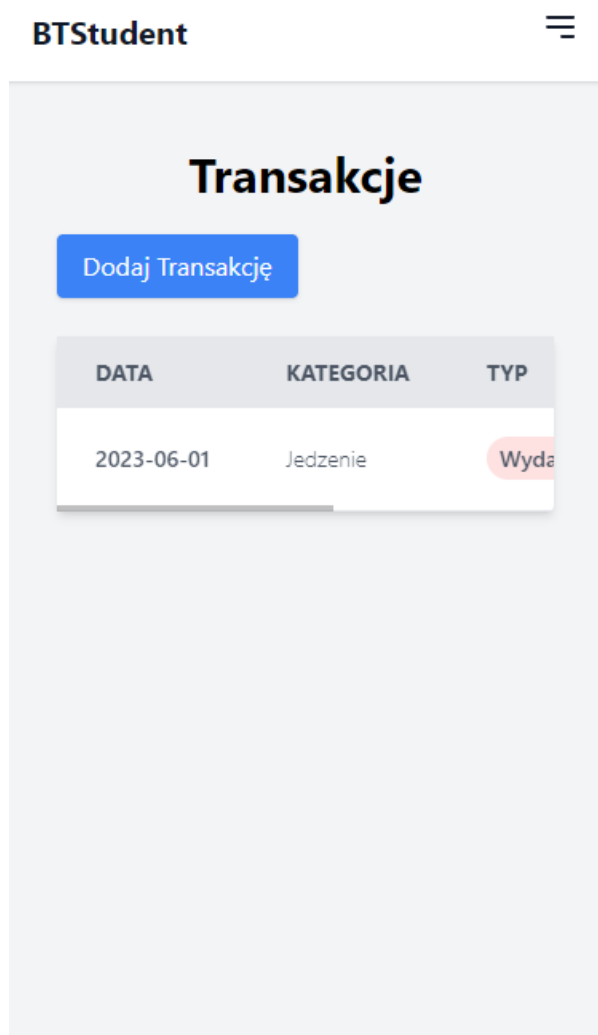 BTStudent
Transakcje
Dodaj Transakcję
DATA KATEGORIA TYP
2023-06-01 Jedzenie Wyda